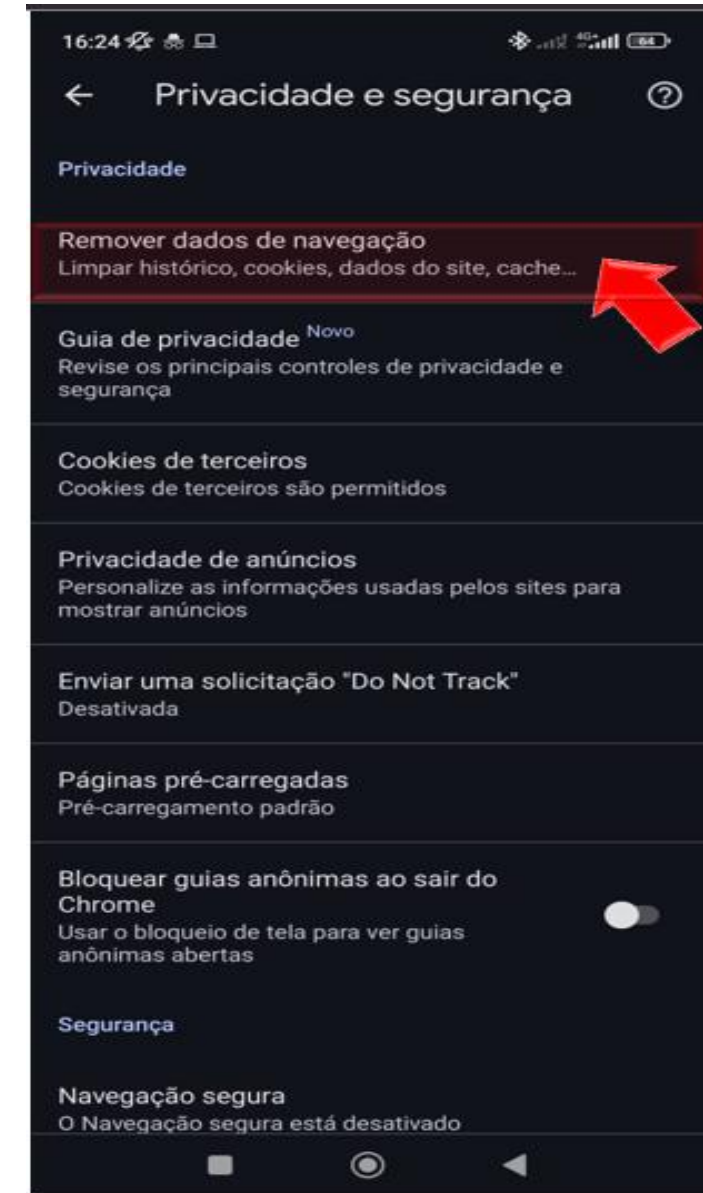 16:24
64
Privacidade e segurança
Privacidade
Remover dados de navegação
Limpar histórico, cookies, dados do site, cache...
Guia de privacidade Novo
Revise os principais controles de privacidade e
segurança
Cookies de terceiros
Cookies de terceiros são permitidos
Privacidade de anúncios
Personalize as informações usadas pelos sites para
mostrar anúncios
Enviar uma solicitação "Do Not Track"
Desativada
Páginas pré-carregadas
Pré-carregamento padrão
Bloquear guias anônimas ao sair do
Chrome
Usar o bloqueio de tela para ver guias
anônimas abertas
Segurança
Navegação segura
O Navegação segura está desativado